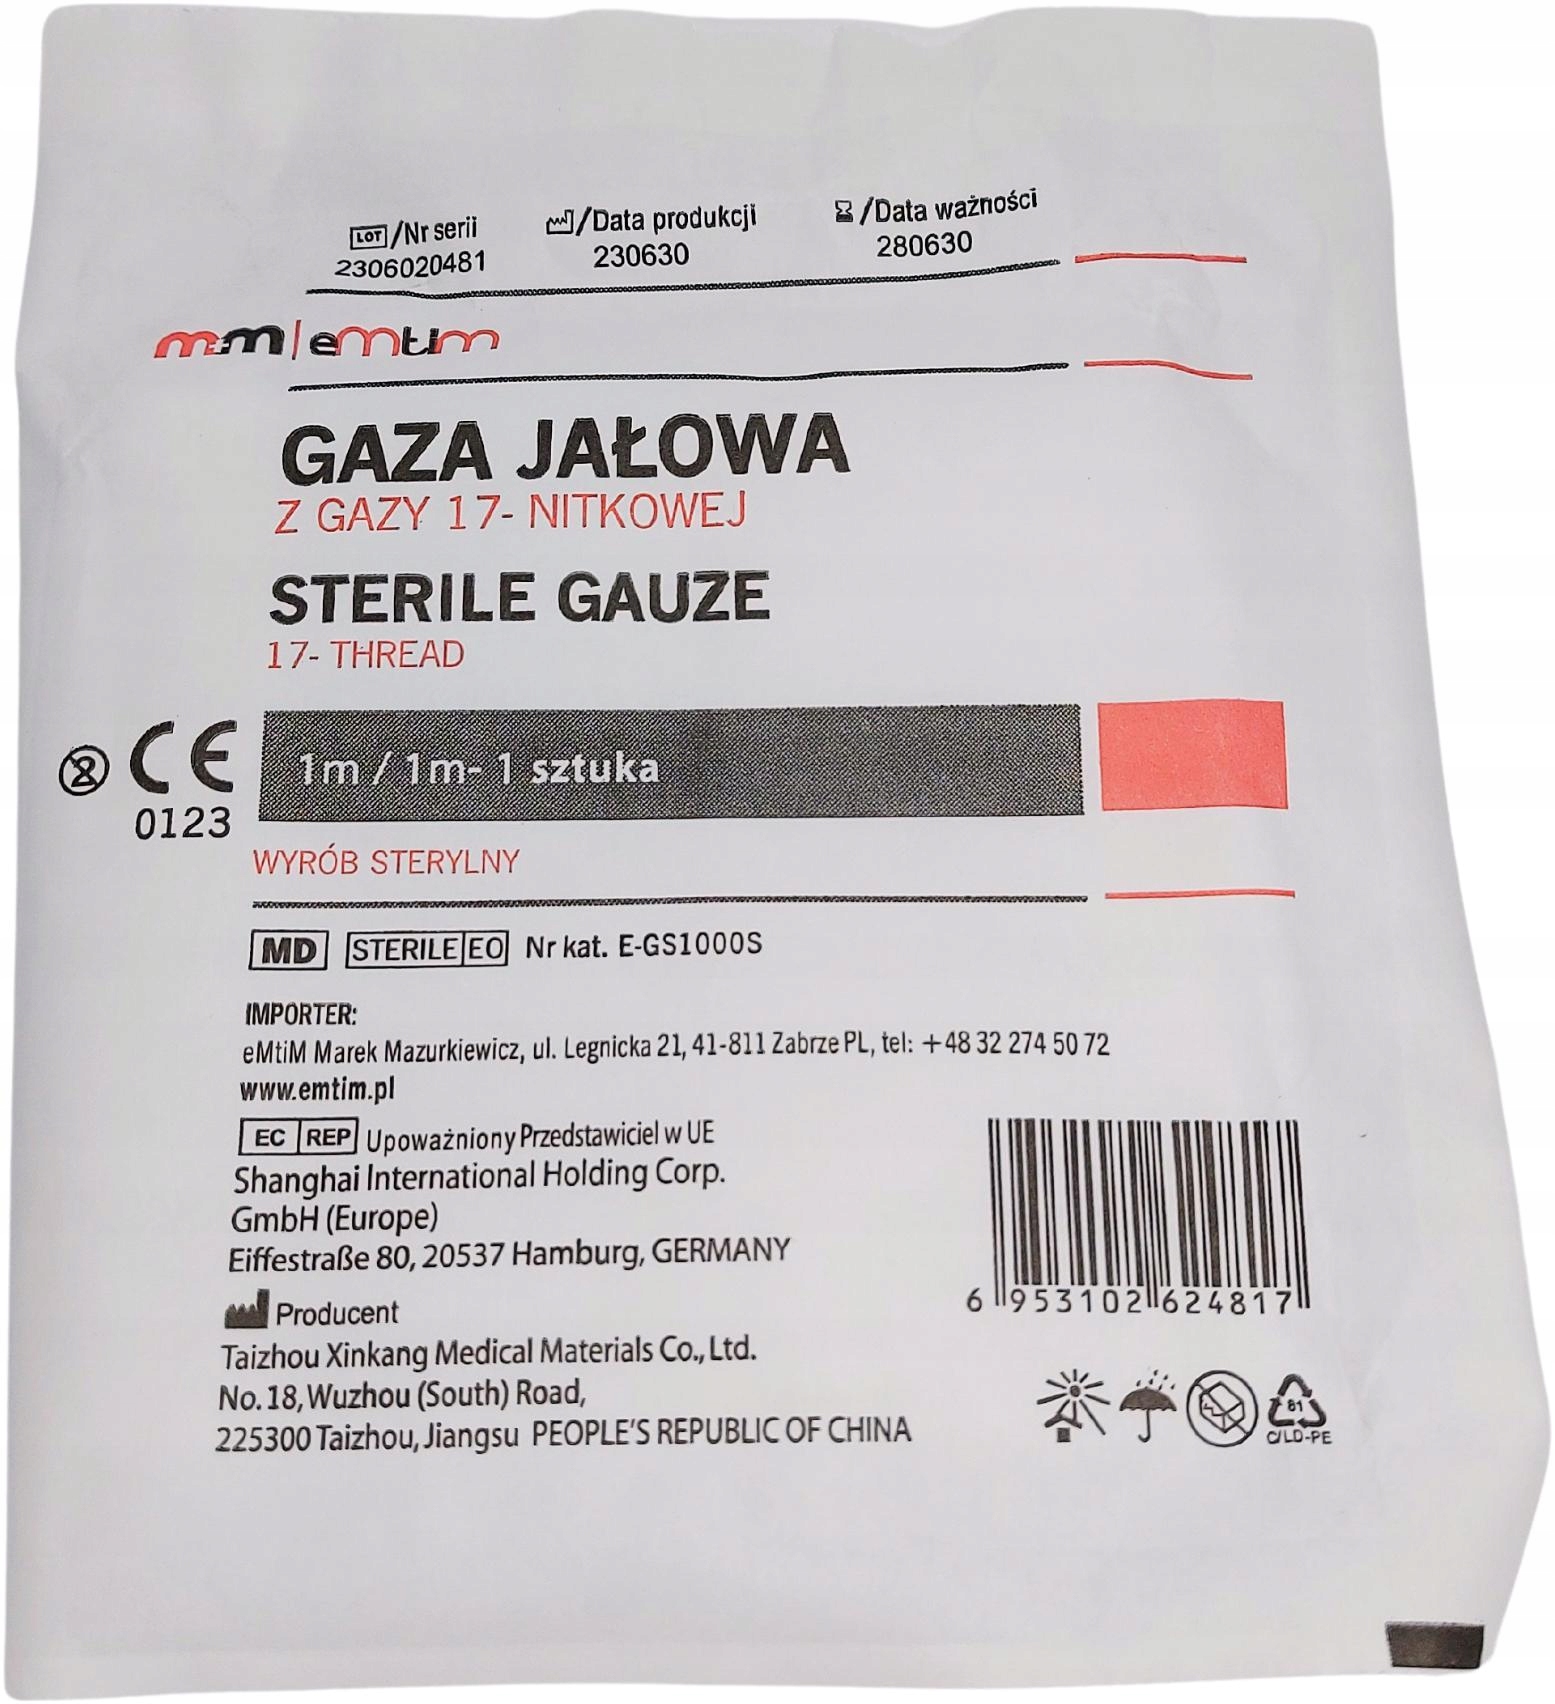 LOT/Nr serii
2306020481
/Data produkcji
230630
/Data ważności
280630
m+m|emtim
GAZA JAŁOWA
Z GAZY 17- NITKOWEJ
STERILE GAUZE
17- THREAD
2
CE
0123
1m / 1m- 1 sztuka
WYRÓB STERYLNY
MD STERILE EO Nr kat. E-GS1000S
IMPORTER:
eMtiM Marek Mazurkiewicz, ul. Legnicka 21, 41-811 Zabrze PL, tel: +48 32 274 50 72
www.emtim.pl
EC REP Upoważniony Przedstawiciel w UE
Shanghai International Holding Corp.
GmbH (Europe)
Eiffestraße 80, 20537 Hamburg, GERMANY
Producent
Taizhou Xinkang Medical Materials Co., Ltd.
No. 18, Wuzhou (South) Road,
225300 Taizhou, Jiangsu PEOPLE'S REPUBLIC OF CHINA
6 953102 624817
81
C/LD-PE